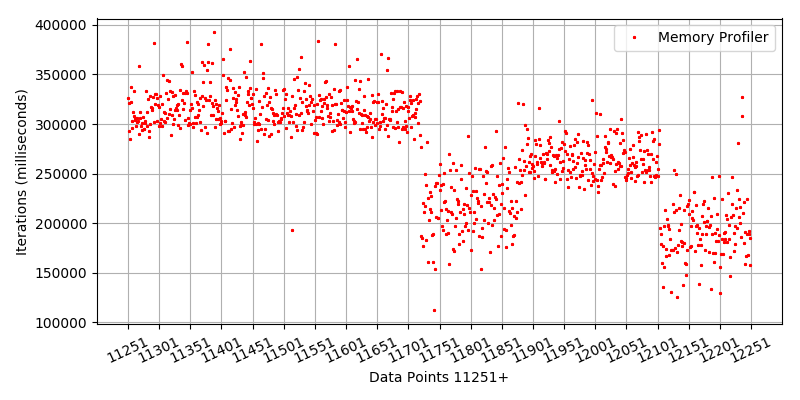 400000
350000
300000
250000
200000
150000
100000
Iterations (milliseconds)
Memory Profiler
11251 11301 11351 11401 11451 11501 11551 11601 11651 11701 11751 11801 11851 11901 11951 12001 12051 12101 12151 12201 12251
Data Points 11251+